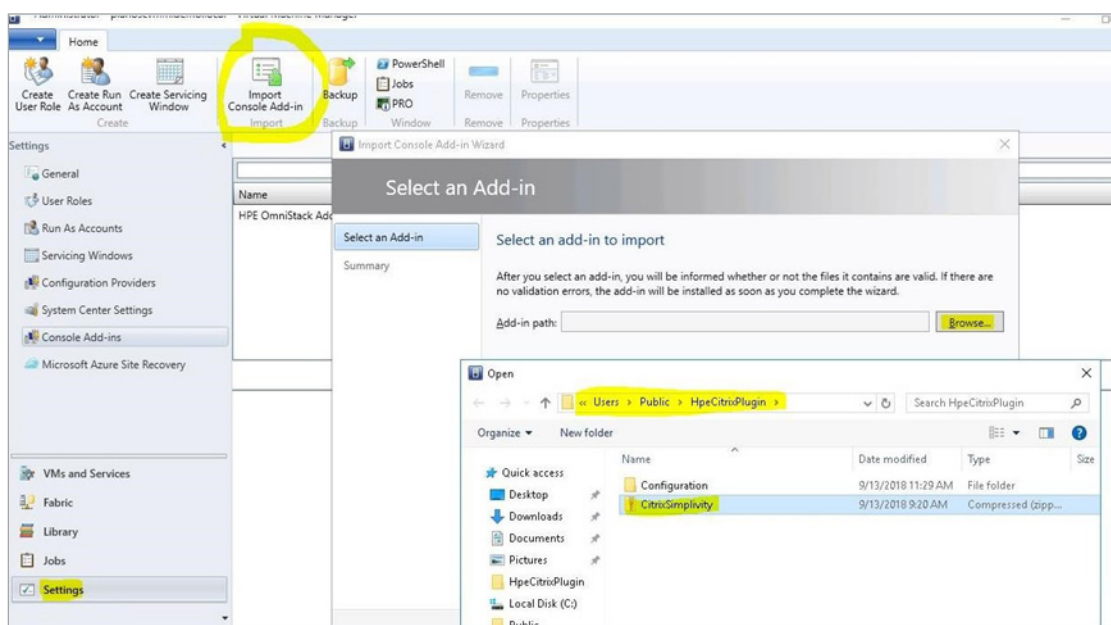 Virtual Machine Manager
Home
Create User Role
Create Run As Account
Create Servicing Window
Import Console Add-in
Backup
PowerShell
Jobs
PRO
Remove
Properties
Create
Import
Backup
Window
Remove
Properties
Settings
General
User Roles
Run As Accounts
Servicing Windows
Configuration Providers
System Center Settings
Console Add-ins
Microsoft Azure Site Recovery
VMs and Services
Fabric
Library
Jobs
Settings
Name
HPE OmniStack Add
Import Console Add-in Wizard
Select an Add-in
Select an Add-in
Summary
Select an add-in to import
After you select an add-in, you will be informed whether or not the files it contains are valid. If there are
no validation errors, the add-in will be installed as soon as you complete the wizard.
Add-in path:
Browse...
Open
« Users > Public > HpeCitrixPlugin >
Search HpeCitrixPlugin
Organize
New folder
Quick access
Desktop
Downloads
Documents
Pictures
HpeCitrixPlugin
Local Disk (C:)
Public
Name Date modified Type Size
Configuration 9/13/2018 11:29 AM File folder
CitrixSimplivity 9/13/2018 9:20 AM Compressed (zipp...